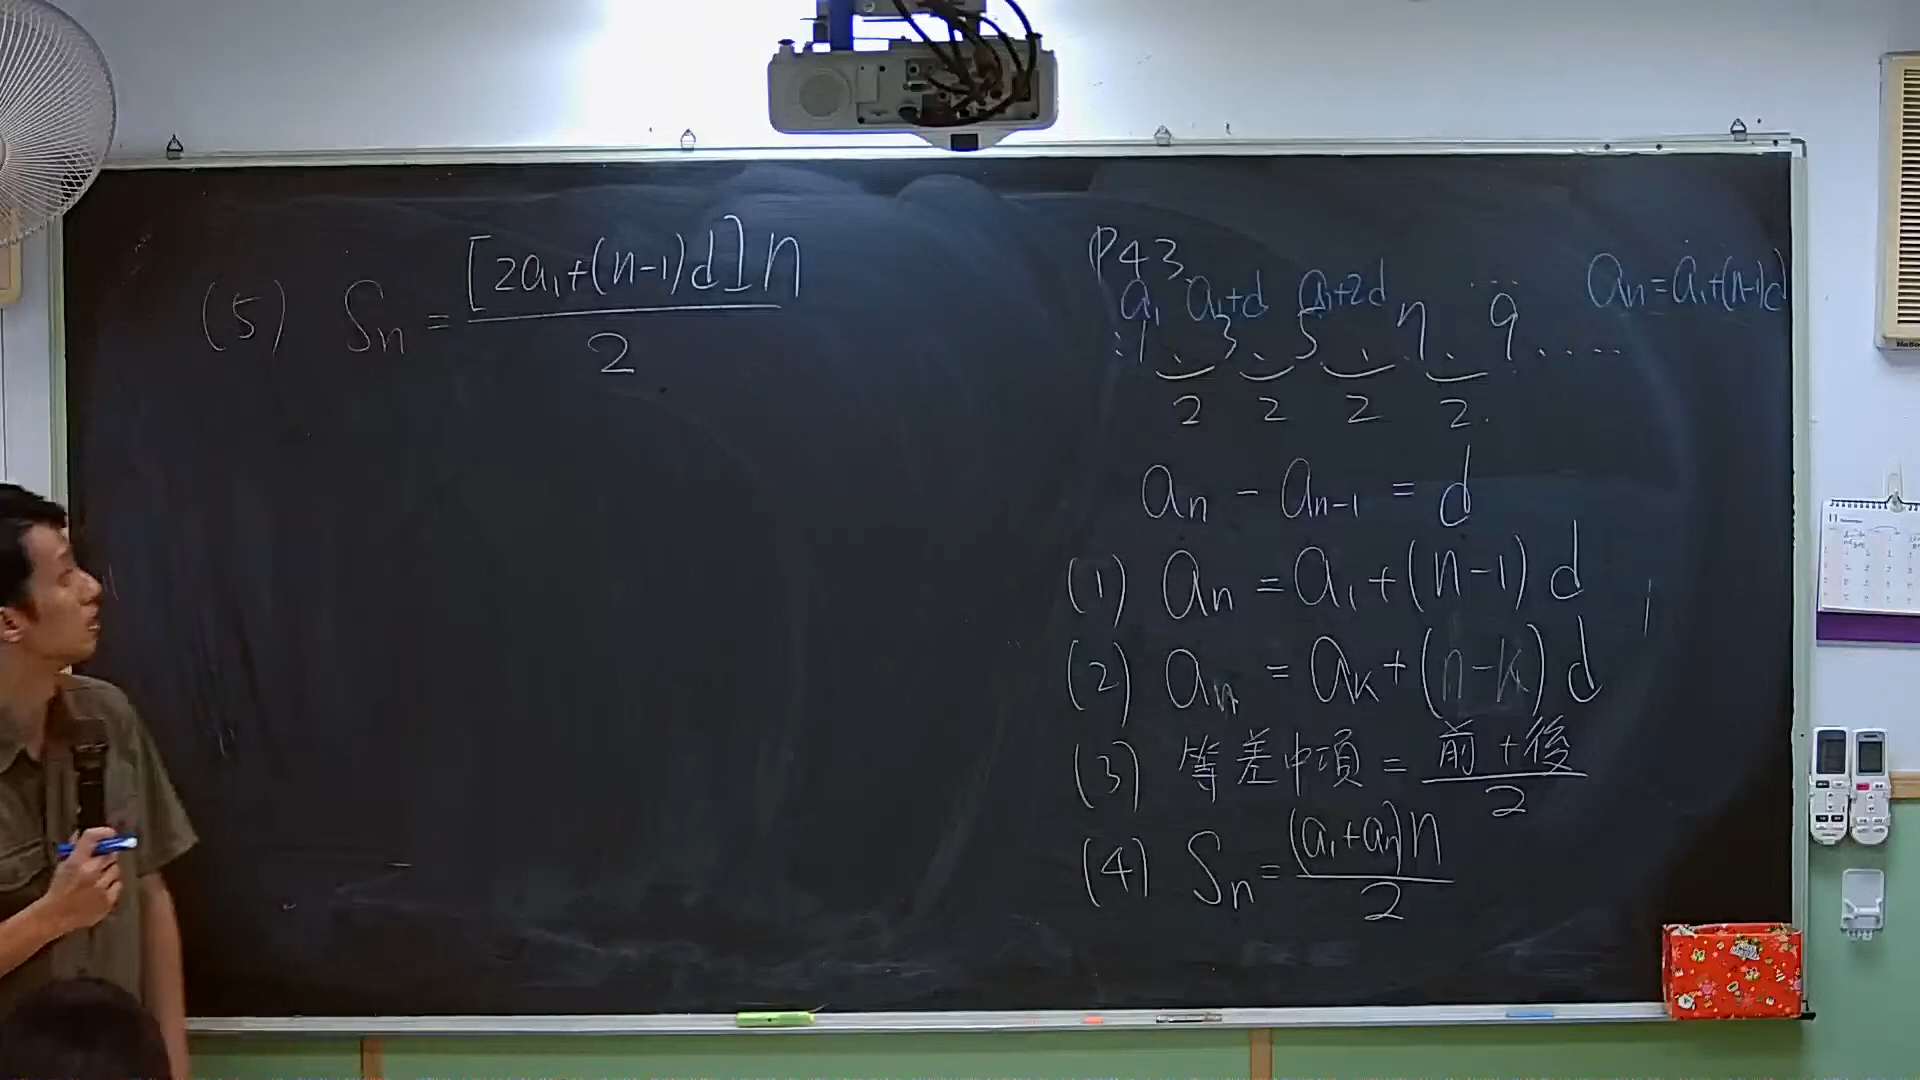 (5) Sn = [2a₁+(n-1)d]n / 2
P43
a₁ a₁+d a₁+2d ... an=a₁+(n-1)d
:1、3、5、7、9....
2 2 2 2
an - an-1 = d
(1) an = a₁+(n-1)d
(2) an = ak+(n-k)d
(3) 等差中項 = 前+後 / 2
(4) Sn = (a₁+an)n / 2